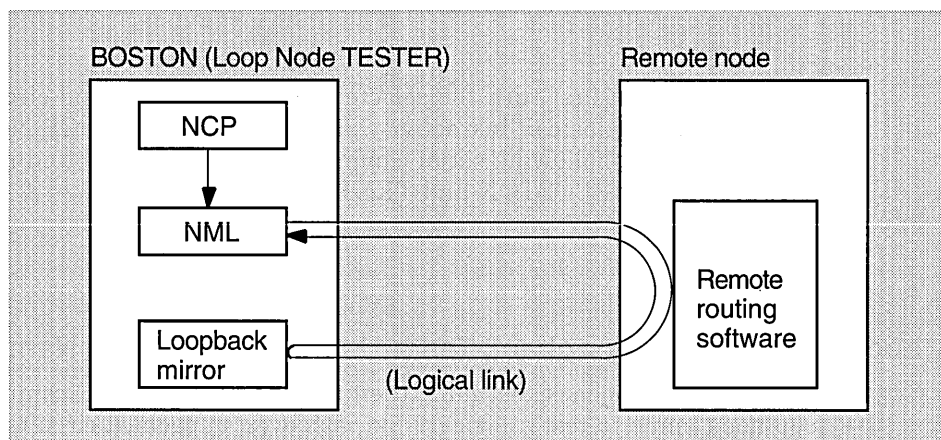 BOSTON (Loop Node TESTER)
Remote node
NCP
NML
Remote
routing
software
Loopback
mirror
(Logical link)